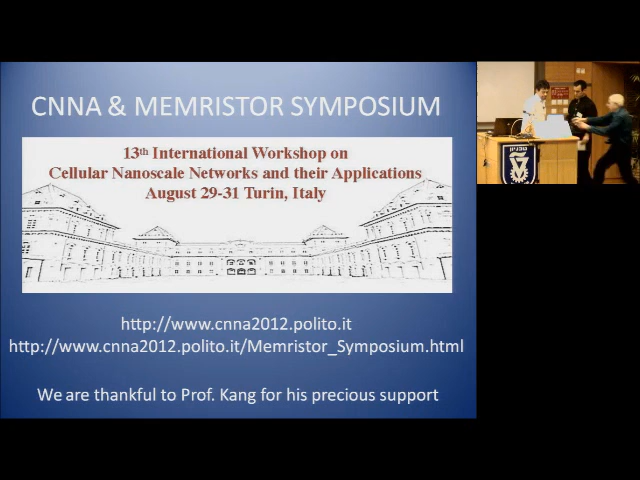 CNNA & MEMRISTOR SYMPOSIUM
13th International Workshop on
Cellular Nanoscale Networks and their Applications
August 29-31 Turin, Italy
http://www.cnna2012.polito.it
http://www.cnna2012.polito.it/Memristor_Symposium.html
We are thankful to Prof. Kang for his precious support